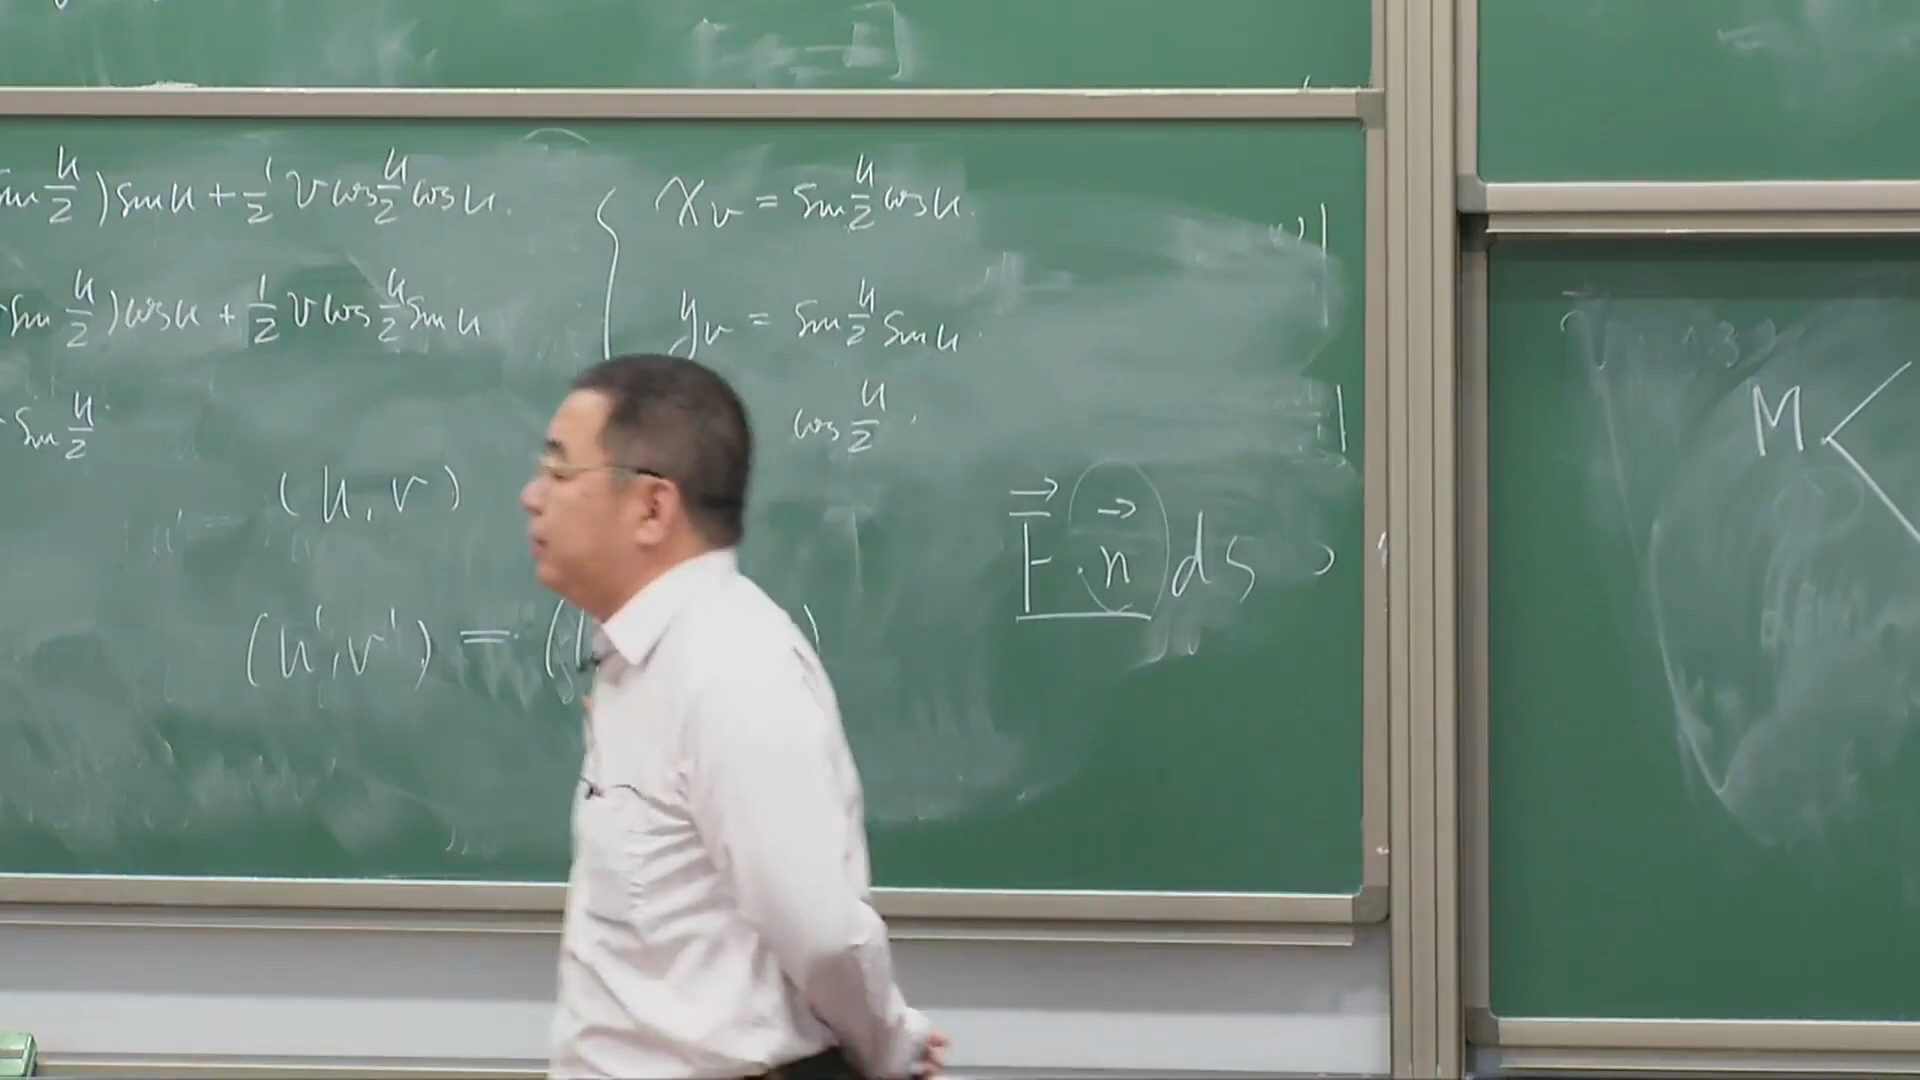 sin u/2) sin u + 1/2 v cos u/2 cos u.
{ x_v = sin u/2 cos u.
sin u/2) cos u + 1/2 v cos u/2 sin u
y_v = sin u/2 sin u.
sin u/2.
cos u/2.
(u, v)
(u', v') = (
)
F⃗ · n⃗ ds
M